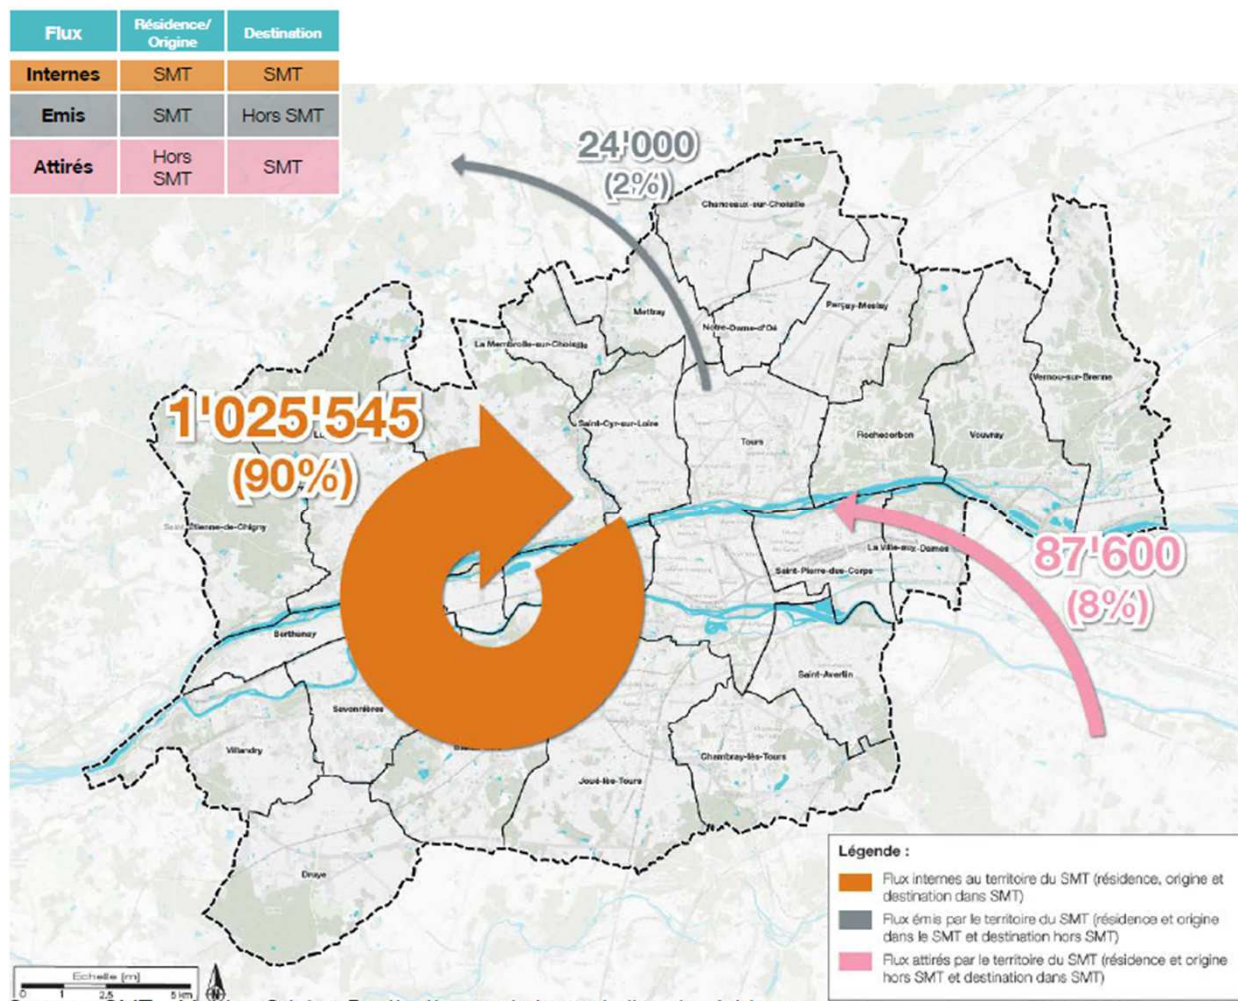 Flux Résidence/ Destination
Origine
Internes SMT SMT
Emis SMT Hors SMT
Attirés Hors SMT
SMT
24'000
(2%)
Chanceaux-sur-Choisille
Mettray
Notre-Dame-d'Oé
Parçay-Meslay
La Membrolle-sur-Choisille
Vernou-sur-Brenne
1'025'545
(90%)
Saint-Cyr-sur-Loire
Tours
Rochecorbon
Vouvray
Saint-Etienne-de-Chigny
87'600
(8%)
La Ville-aux-Dames
Saint-Pierre-des-Corps
Berthenay
Saint-Avertin
Savonnières
Villandry
Chambray-lès-Tours
Joué-lès-Tours
Druye
Légende :
Flux internes au territoire du SMT (résidence, origine et
destination dans SMT)
Flux émis par le territoire du SMT (résidence et origine
dans le SMT et destination hors SMT)
Flux attirés par le territoire du SMT (résidence et origine
hors SMT et destination dans SMT)
Echelle [m]
0 1 2,5 5 km